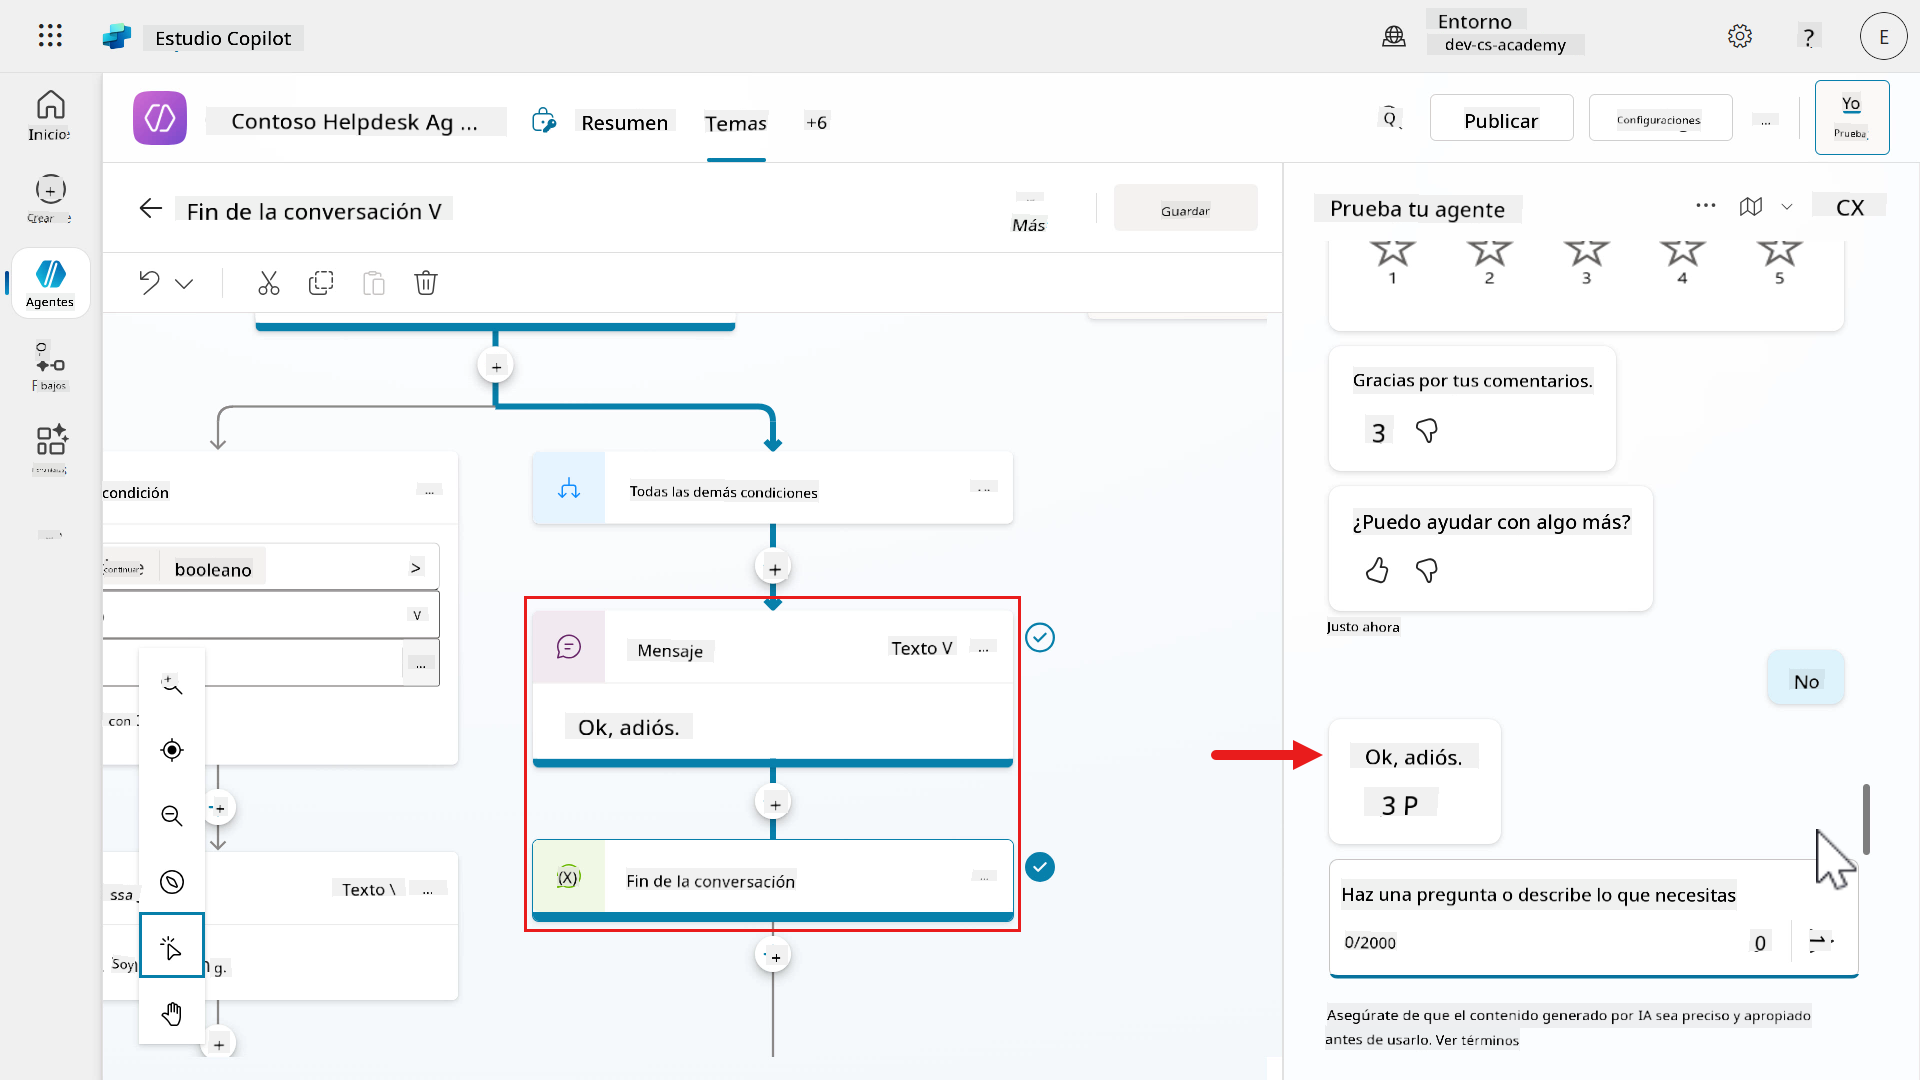 Estudio Copilot
Entorno
dev-cs-academy
?
E
Inicio
Crear
Agentes
Contoso Helpdesk Ag ...
Resumen
Temas
+6
Publicar
Configuraciones
...
Yo
Prueba
Fin de la conversación V
Más
Guardar
condición
...
continuar
booleano
>
V
...
con
Texto \
...
ssa
Soy
g.
Todas las demás condiciones
Mensaje
Texto V
...
Ok, adiós.
(X)
Fin de la conversación
...
Prueba tu agente
CX
1
2
3
4
5
Gracias por tus comentarios.
3
¿Puedo ayudar con algo más?
Justo ahora
No
Ok, adiós.
3 P
Haz una pregunta o describe lo que necesitas
0/2000
0
Asegúrate de que el contenido generado por IA sea preciso y apropiado
antes de usarlo. Ver términos